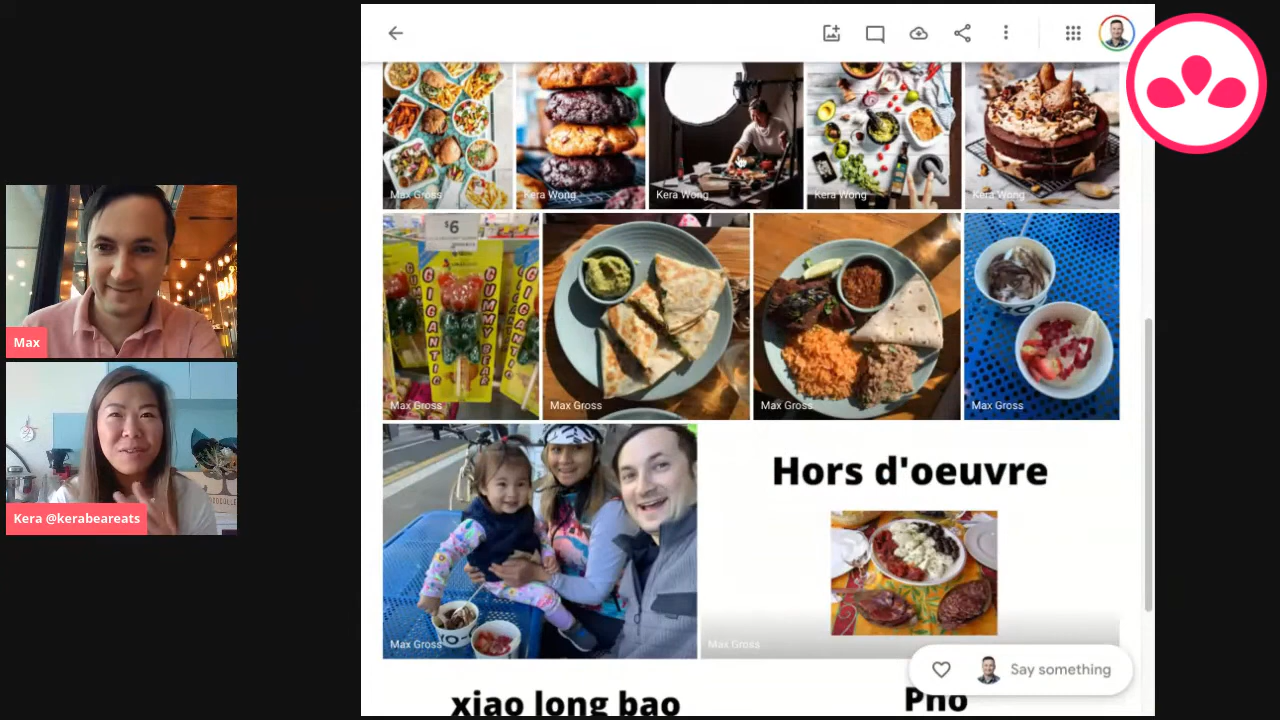 Max Gross
Kera Wong
Kera Wong
Kera Wong
Kera Wong
$6
GIGANTIC
GUMMY BEAR
GIGANTIC
Max Gross
Max Gross
Max Gross
Max Gross
Max
Kera @kerabeareats
Hors d'oeuvre
Max Gross
Max Gross
Say something
xiao long bao
Pho